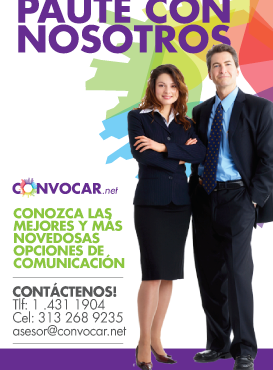 PAUTE CON
NOSOTROS
CONVOCAR.net
CONOZCA LAS
MEJORES Y MÁS
NOVEDOSAS
OPCIONES DE
COMUNICACIÓN
CONTÁCTENOS!
Tlf: 1 .431 1904
Cel: 313 268 9235
asesor@convocar.net